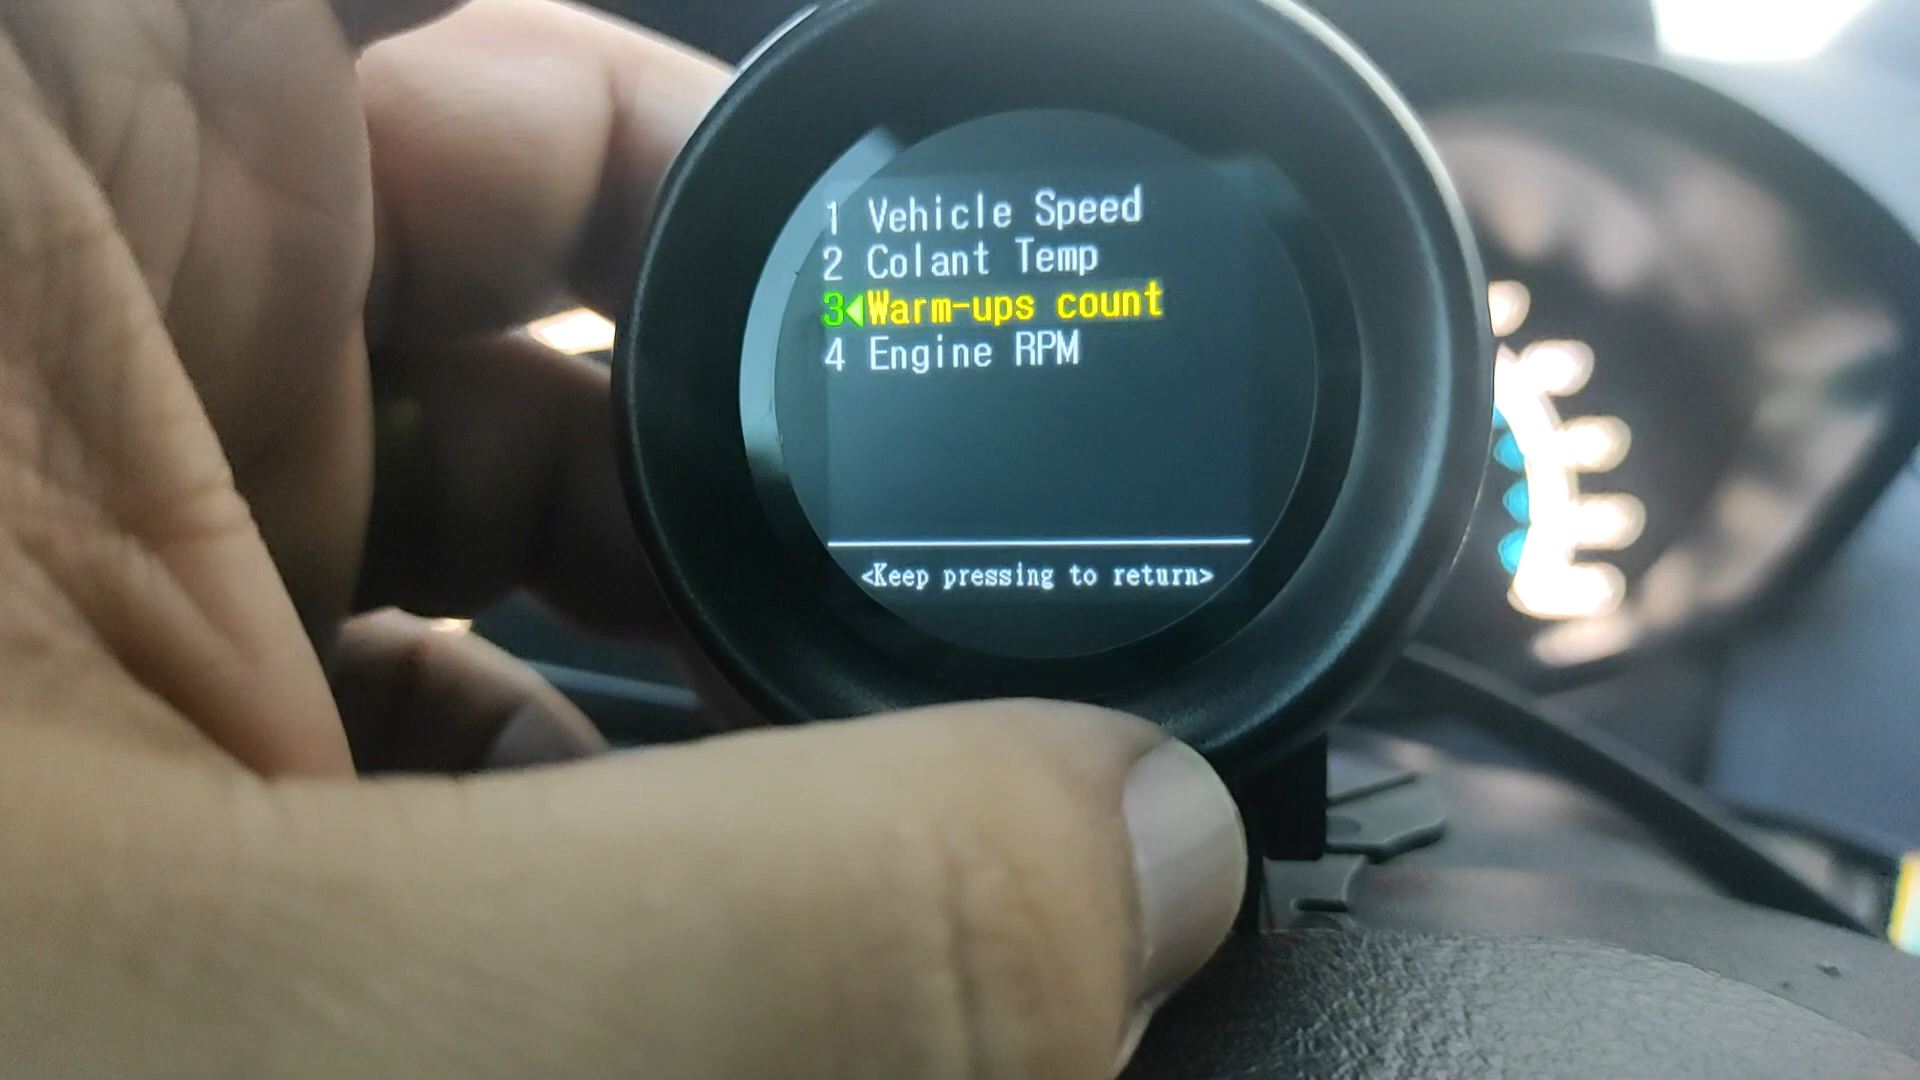 1 Vehicle Speed
2 Colant Temp
3 Warm-ups count
4 Engine RPM
<Keep pressing to return>